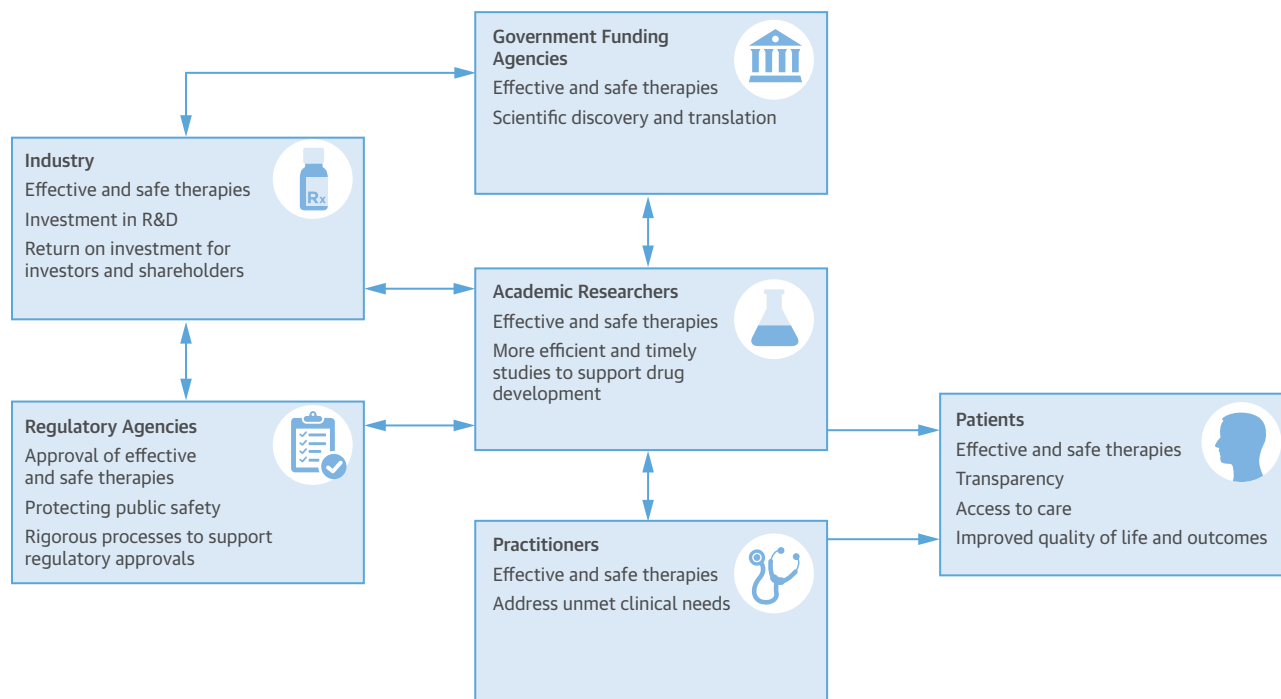 Government Funding
Agencies
Effective and safe therapies
Scientific discovery and translation
Industry
Effective and safe therapies
Investment in R&D
Return on investment for
investors and shareholders
Rx
Academic Researchers
Effective and safe therapies
More efficient and timely
studies to support drug
development
Regulatory Agencies
Approval of effective
and safe therapies
Protecting public safety
Rigorous processes to support
regulatory approvals
Patients
Effective and safe therapies
Transparency
Access to care
Improved quality of life and outcomes
Practitioners
Effective and safe therapies
Address unmet clinical needs